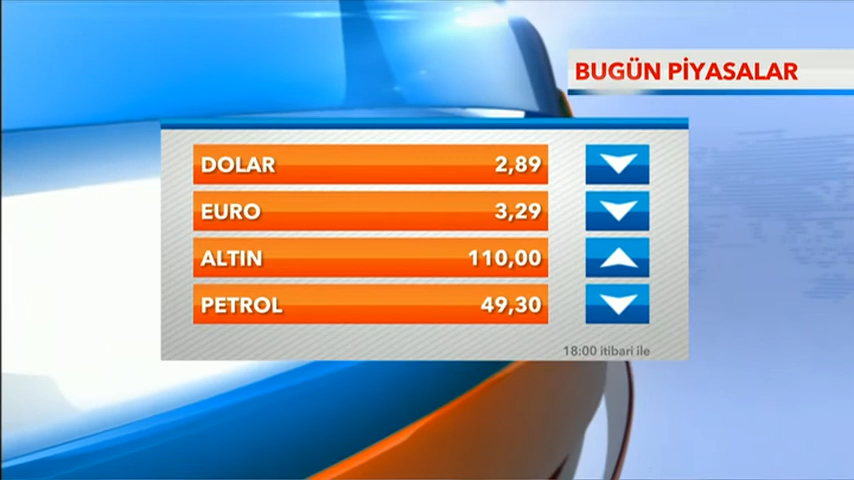 BUGÜN PİYASALAR
DOLAR 2,89
EURO 3,29
ALTIN 110,00
PETROL 49,30
18:00 itibari ile